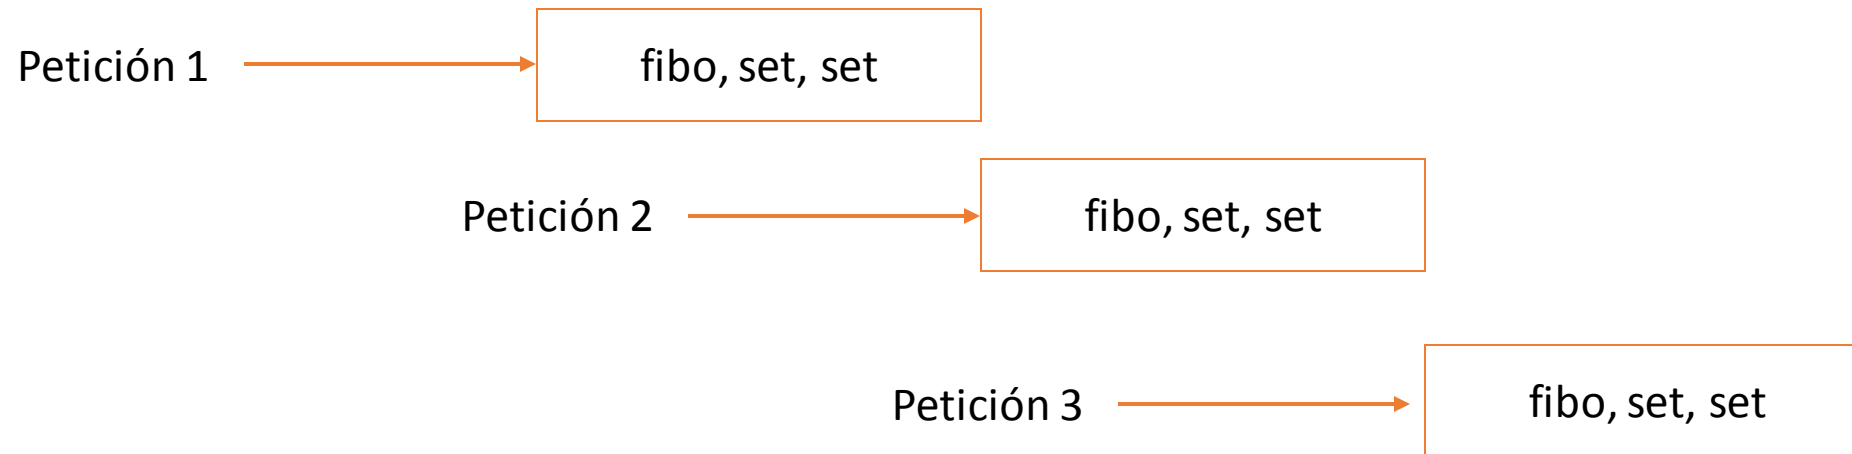 Petición 1
fibo, set, set
Petición 2
fibo, set, set
Petición 3
fibo, set, set